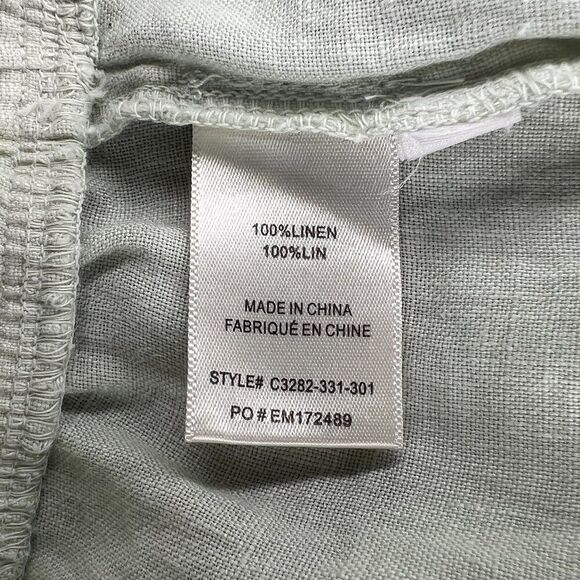 100%LINEN
100%LIN
MADE IN CHINA
FABRIQUÉ EN CHINE
STYLE# C3282-331-301
PO # EM172489